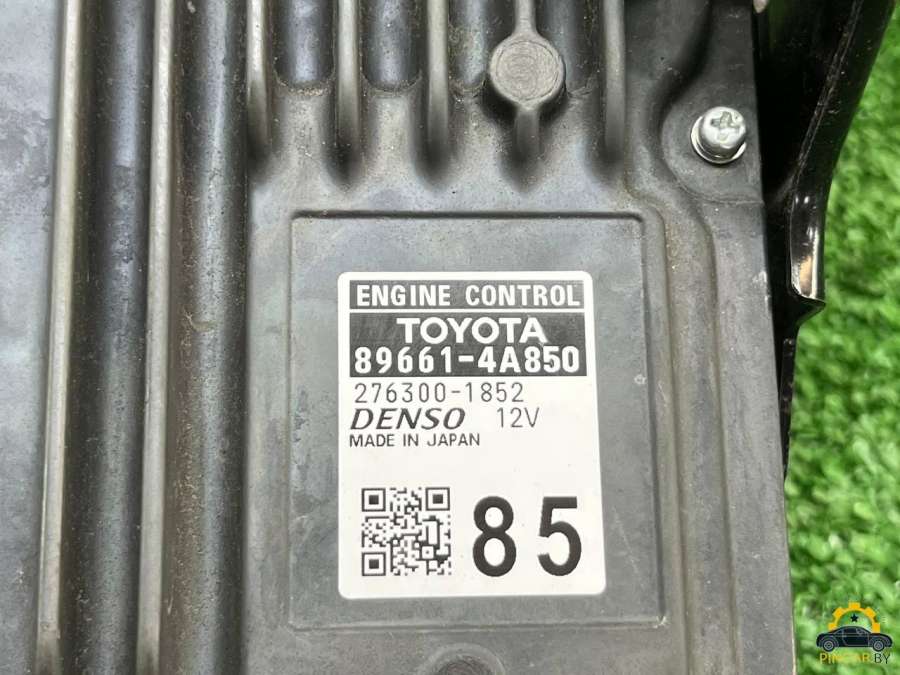 ENGINE CONTROL
TOYOTA
89661-4A850
276300-1852
DENSO 12V
MADE IN JAPAN
85
PINCAR.BY